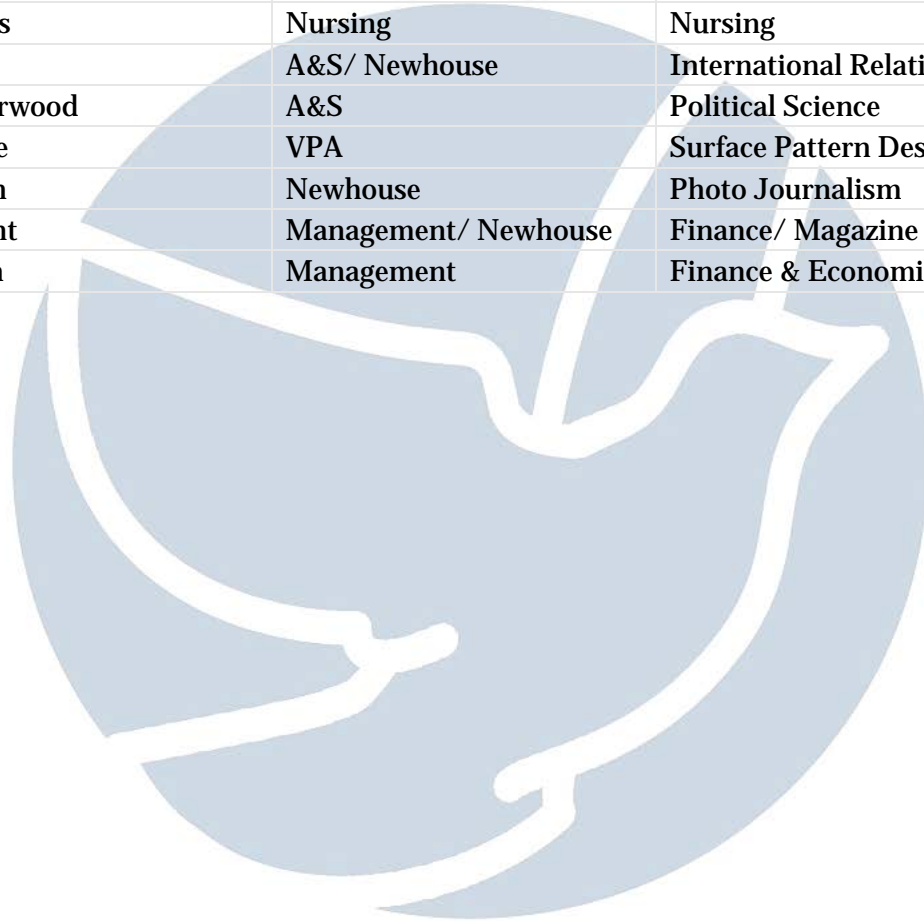 s Nursing Nursing
A&S/ Newhouse International Relati
rwood A&S Political Science
e VPA Surface Pattern Des
n Newhouse Photo Journalism
nt Management/ Newhouse Finance/ Magazine
Management Finance & Economi